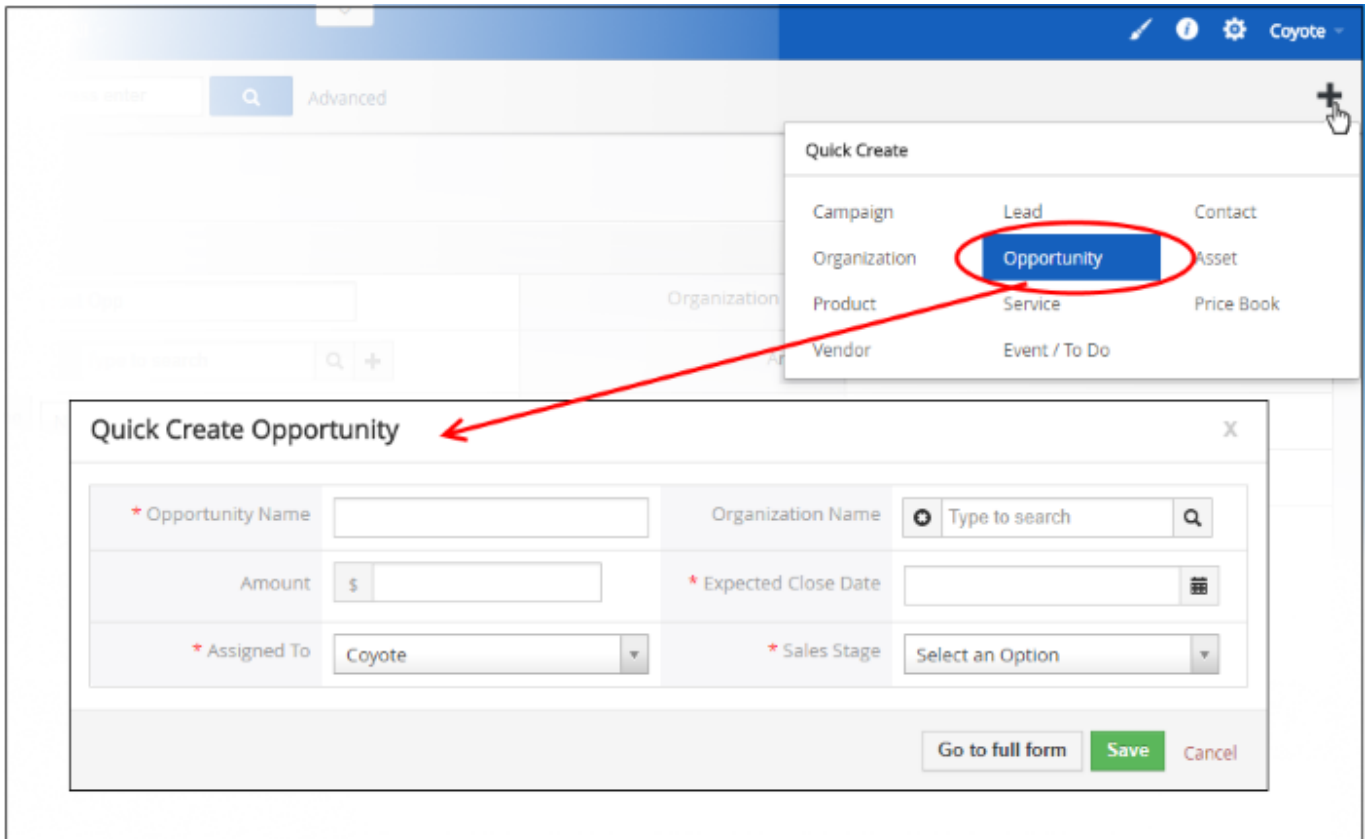 Coyote
Advanced
Quick Create
Campaign Lead Contact
Organization Opportunity Asset
Organization
Product Service Price Book
Vendor Event / To Do
Quick Create Opportunity X
* Opportunity Name Organization Name Type to search
Amount $ * Expected Close Date
* Assigned To Coyote * Sales Stage Select an Option
Go to full form Save Cancel